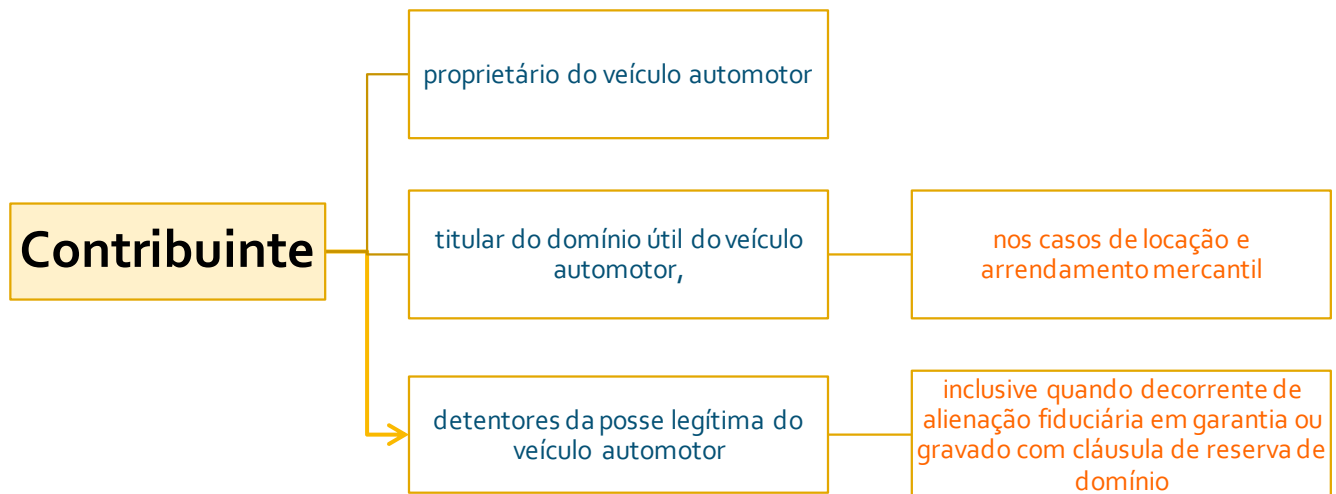 Contribuinte
proprietário do veículo automotor
titular do domínio útil do veículo
automotor,
nos casos de locação e
arrendamento mercantil
detentores da posse legítima do
veículo automotor
inclusive quando decorrente de
alienação fiduciária em garantia ou
gravado com cláusula de reserva de
domínio